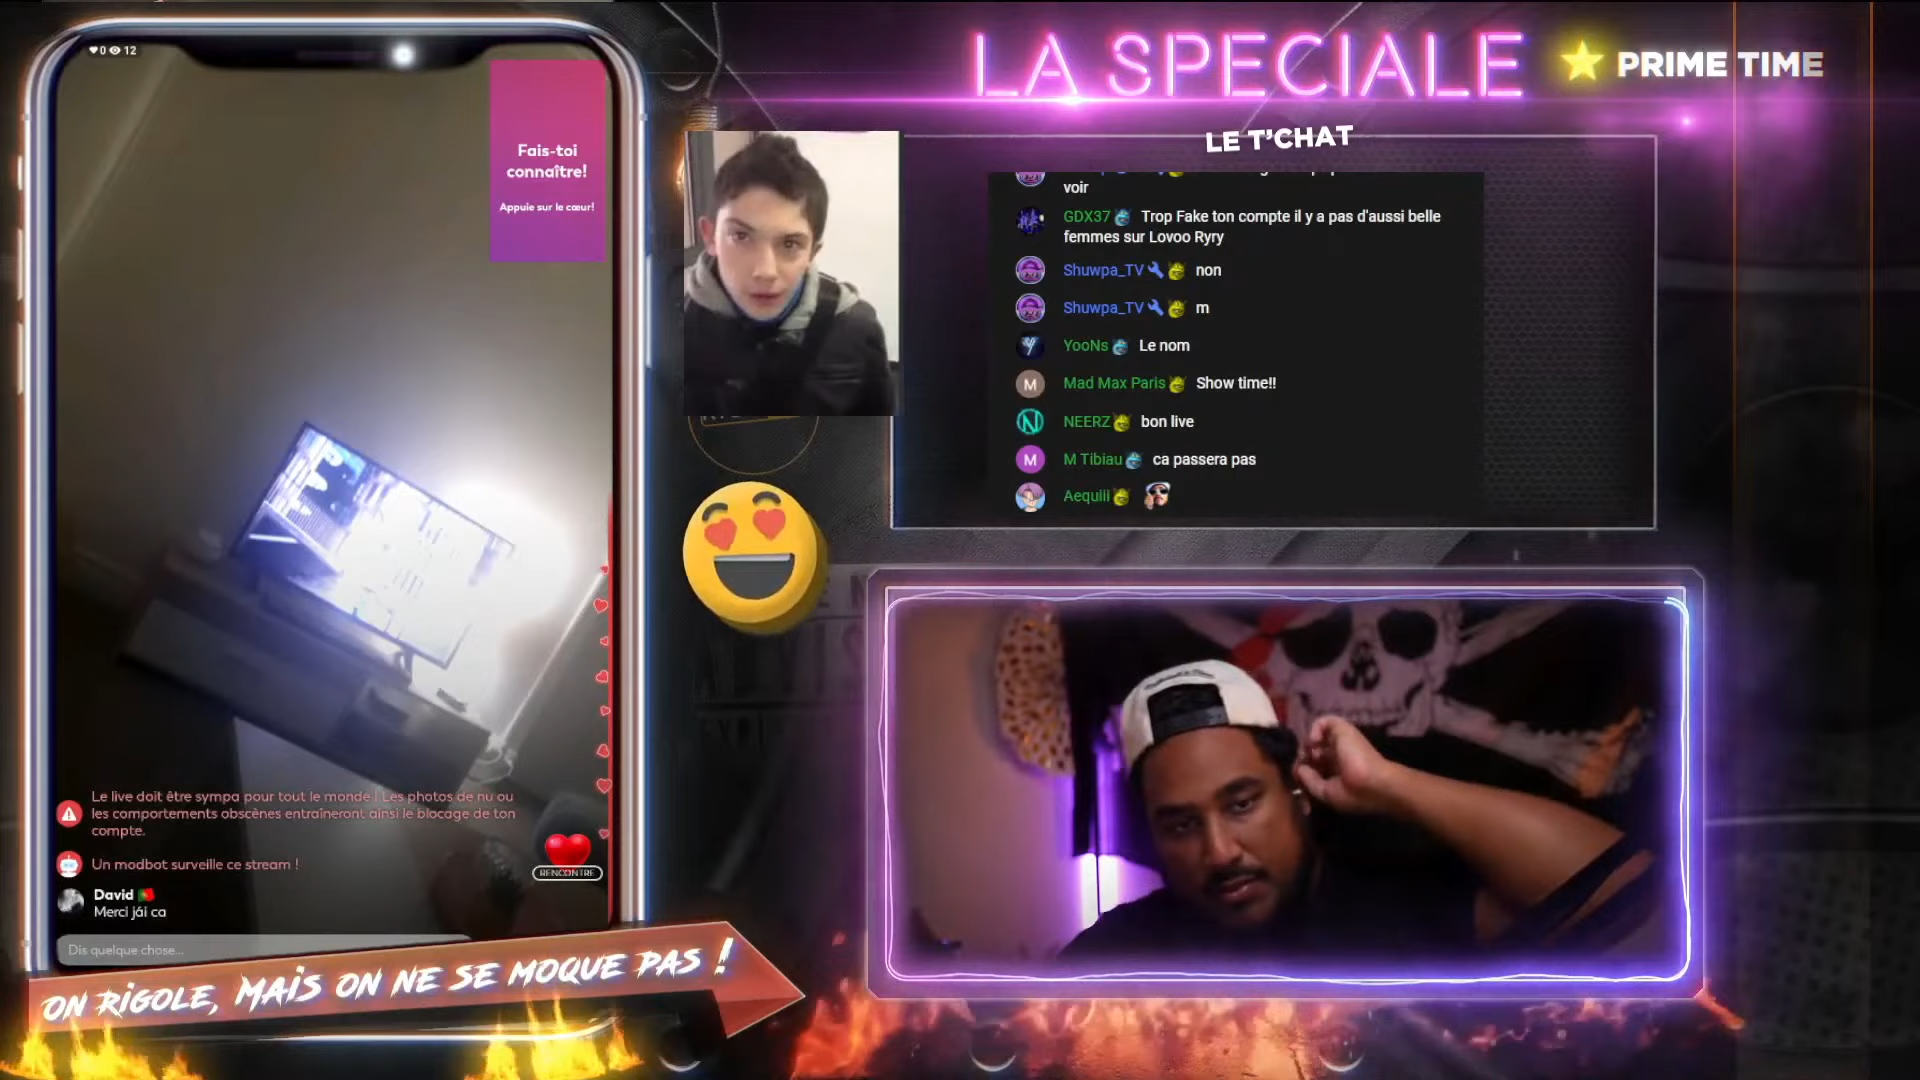 0 12
Fais-toi
connaître!
Appuie sur le cœur!
Le live doit être sympa pour tout le monde ! Les photos de nu ou
les comportements obscènes entraîneront ainsi le blocage de ton
compte.
Un modbot surveille ce stream !
David
Merci jái ca
RENCONTRE
Dis quelque chose...
ON RIGOLE, MAIS ON NE SE MOQUE PAS !
LA SPECIALE
PRIME TIME
LE T'CHAT
voir
GDX37 Trop Fake ton compte il y a pas d'aussi belle
femmes sur Lovoo Ryry
Shuwpa_TV non
Shuwpa_TV m
YooNs Le nom
M Mad Max Paris Show time!!
N NEERZ bon live
M M Tibiau ca passera pas
Aequiii